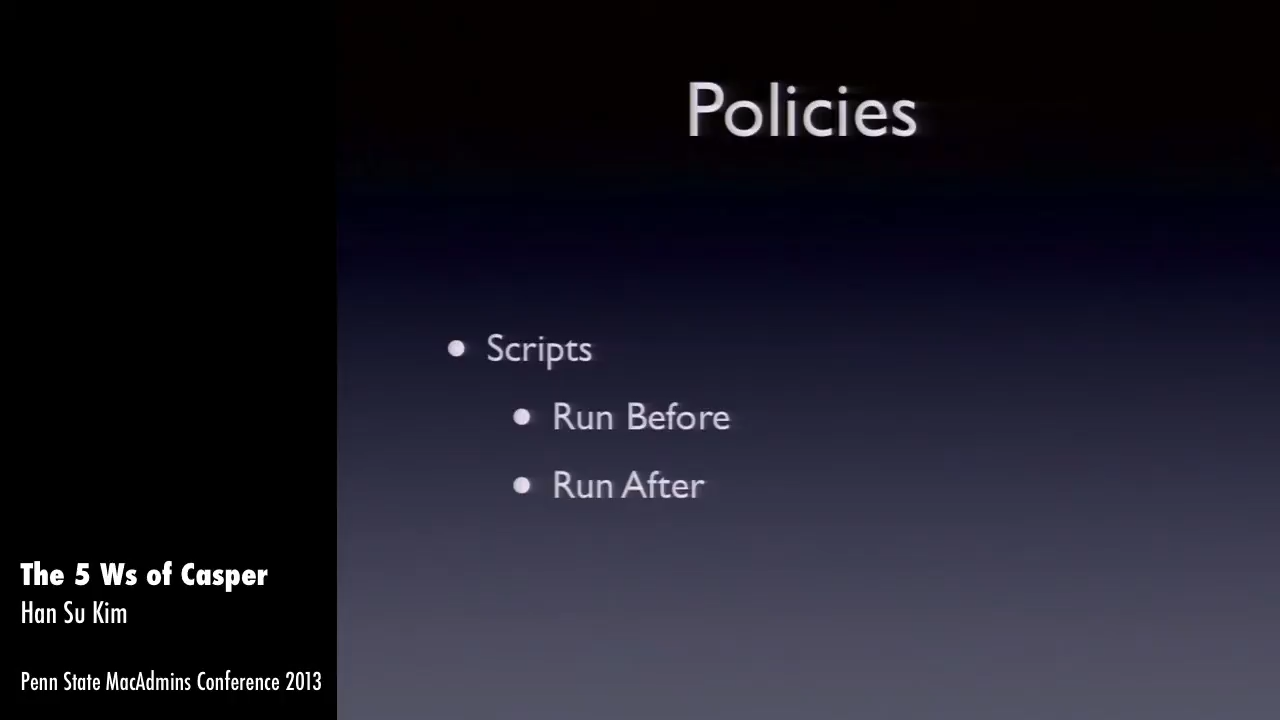 Policies
Scripts
Run Before
Run After
The 5 Ws of Casper
Han Su Kim
Penn State MacAdmins Conference 2013